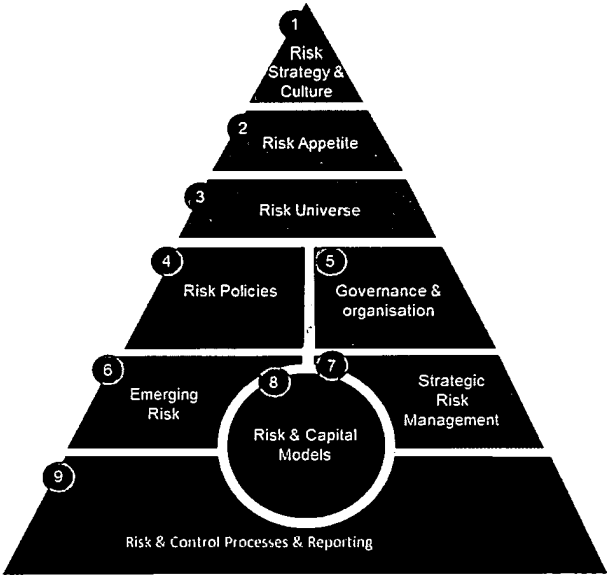 1
Risk
Strategy &
Culture
2
Risk Appetite
3
Risk Universe
4
Risk Policies
5
Governance &
organisation
6
Emerging
Risk
7
Strategic
Risk
Management
8
Risk & Capital
Models
9
Risk & Control Processes & Reporting